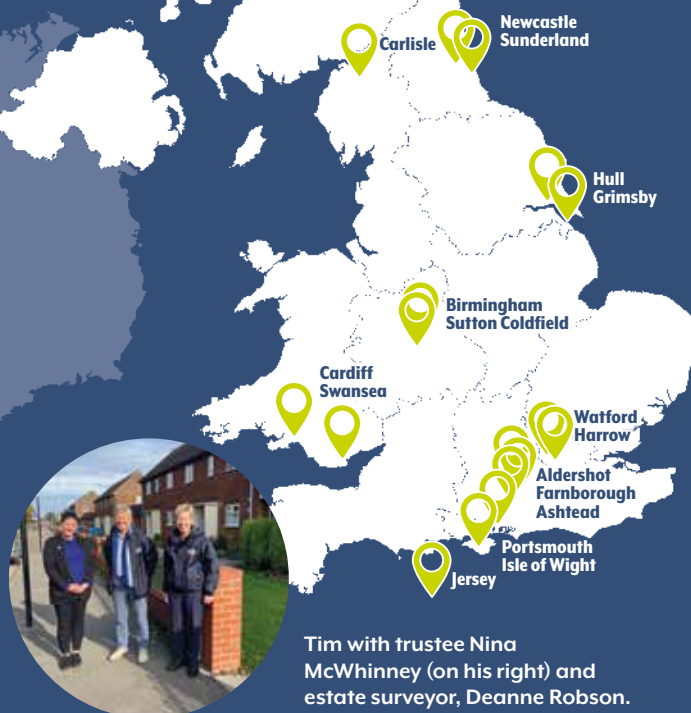 Newcastle
Sunderland
Carlisle
Hull
Grimsby
Birmingham
Sutton Coldfield
Cardiff
Swansea
Watford
Harrow
Aldershot
Farnborough
Ashtead
Portsmouth
Isle of Wight
Jersey
Tim with trustee Nina
McWhinney (on his right) and
estate surveyor, Deanne Robson.